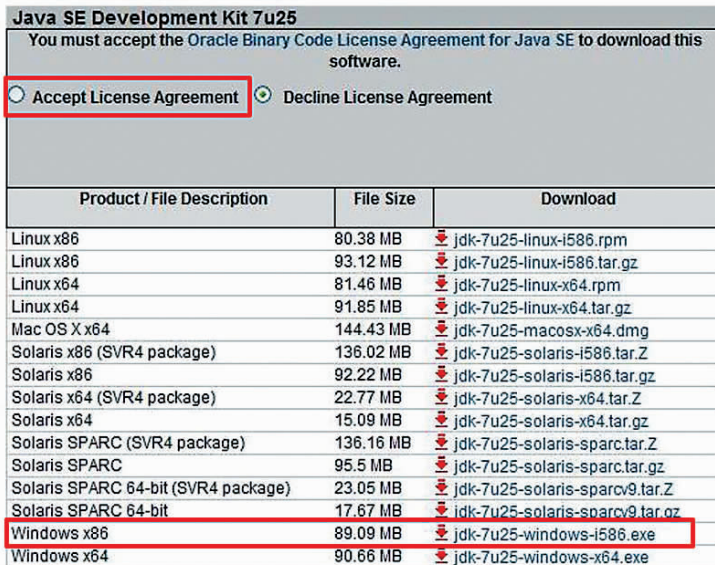 Java SE Development Kit 7u25
You must accept the Oracle Binary Code License Agreement for Java SE to download this
software.
Accept License Agreement Decline License Agreement
Product / File Description File Size Download
Linux x86 80.38 MB jdk-7u25-linux-i586.rpm
Linux x86 93.12 MB jdk-7u25-linux-i586.tar.gz
Linux x64 81.46 MB jdk-7u25-linux-x64.rpm
Linux x64 91.85 MB jdk-7u25-linux-x64.tar.gz
Mac OS X x64 144.43 MB jdk-7u25-macosx-x64.dmg
Solaris x86 (SVR4 package) 136.02 MB jdk-7u25-solaris-i586.tar.Z
Solaris x86 92.22 MB jdk-7u25-solaris-i586.tar.gz
Solaris x64 (SVR4 package) 22.77 MB jdk-7u25-solaris-x64.tar.Z
Solaris x64 15.09 MB jdk-7u25-solaris-x64.tar.gz
Solaris SPARC (SVR4 package) 136.16 MB jdk-7u25-solaris-sparc.tar.Z
Solaris SPARC 95.5 MB jdk-7u25-solaris-sparc.tar.gz
Solaris SPARC 64-bit (SVR4 package) 23.05 MB jdk-7u25-solaris-sparcv9.tar.Z
Solaris SPARC 64-bit 17.67 MB jdk-7u25-solaris-sparcv9.tar.gz
Windows x86 89.09 MB jdk-7u25-windows-i586.exe
Windows x64 90.66 MB jdk-7u25-windows-x64.exe